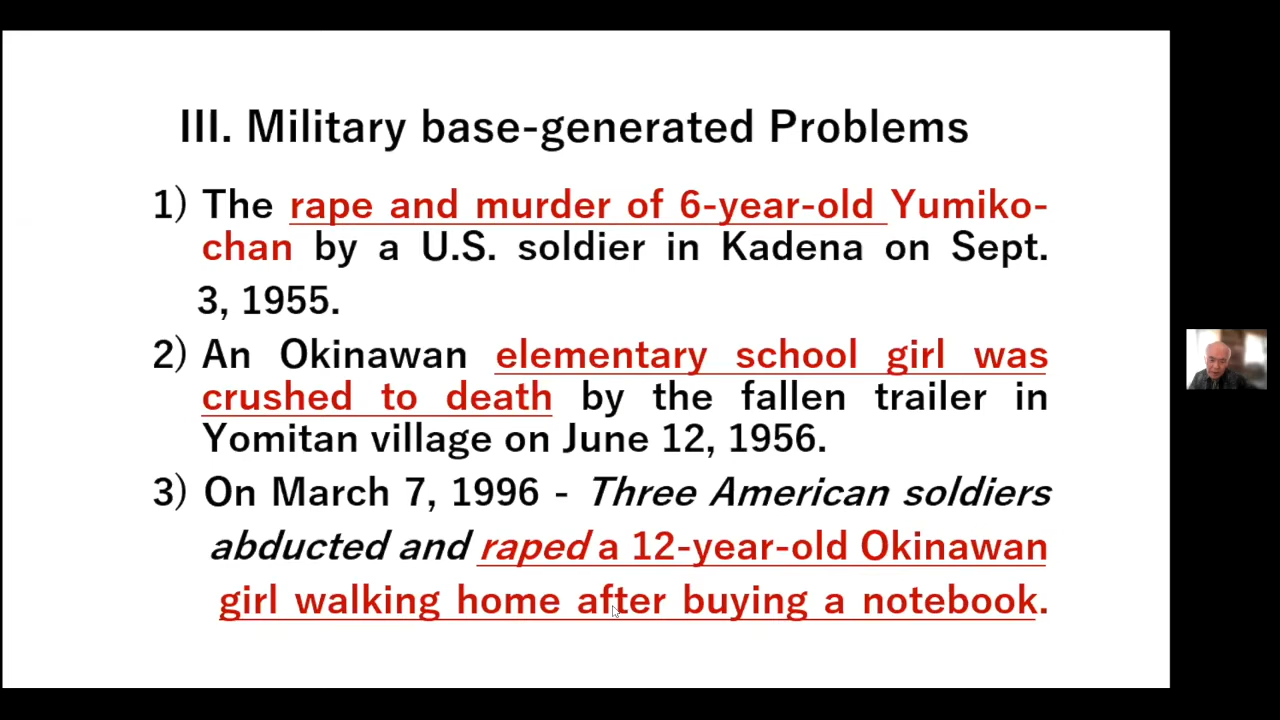 III. Military base-generated Problems
1) The rape and murder of 6-year-old Yumiko-
chan by a U.S. soldier in Kadena on Sept.
3, 1955.
2) An Okinawan elementary school girl was
crushed to death by the fallen trailer in
Yomitan village on June 12, 1956.
3) On March 7, 1996 - Three American soldiers
abducted and raped a 12-year-old Okinawan
girl walking home after buying a notebook.